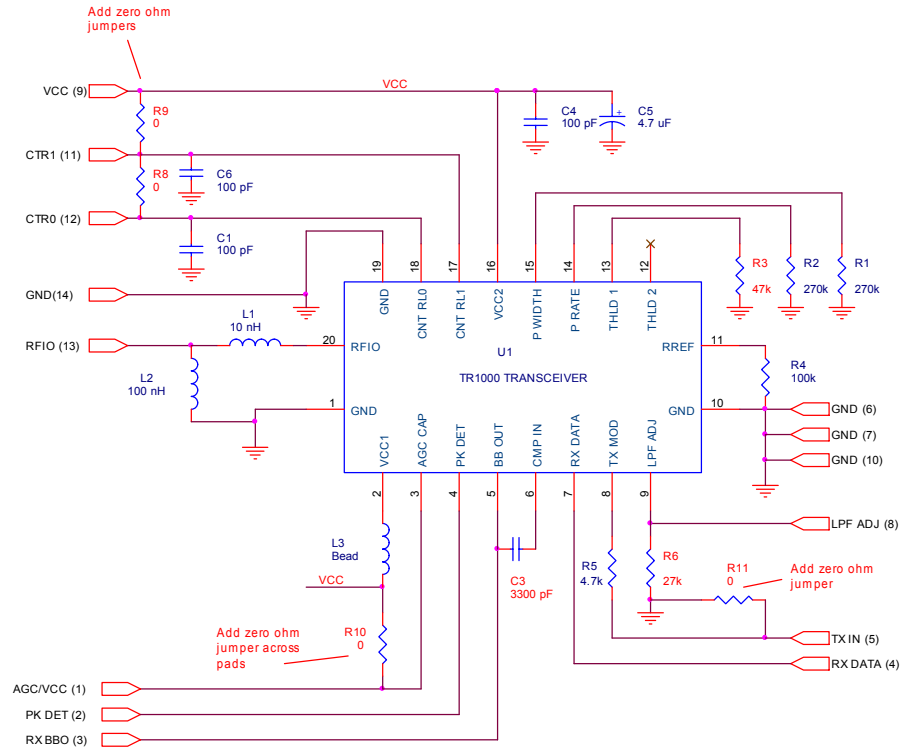 Add zero ohm
jumpers
VCC (9)
VCC
R9
0
C4
100 pF
+
C5
4.7 uF
CTR1 (11)
R8
0
C6
100 pF
CTR0 (12)
C1
100 pF
GND(14)
19
18
17
16
15
14
13
12
R3
47k
R2
270k
R1
270k
GND
CNT RL0
CNT RL1
VCC2
P WIDTH
P RATE
THLD 1
THLD 2
L1
10 nH
RFIO (13)
20
RFIO
U1
TR1000 TRANSCEIVER
RREF
11
R4
100k
L2
100 nH
1
GND
GND
10
GND (6)
GND (7)
GND (10)
VCC1
AGC CAP
PK DET
BB OUT
CMP IN
RX DATA
TX MOD
LPF ADJ
2
3
4
5
6
7
8
9
LPF ADJ (8)
L3
Bead
VCC
C3
3300 pF
R5
4.7k
R6
27k
R11
0
Add zero ohm
jumper
Add zero ohm
jumper across
pads
R10
0
TX IN (5)
RX DATA (4)
AGC/VCC (1)
PK DET (2)
RX BBO (3)